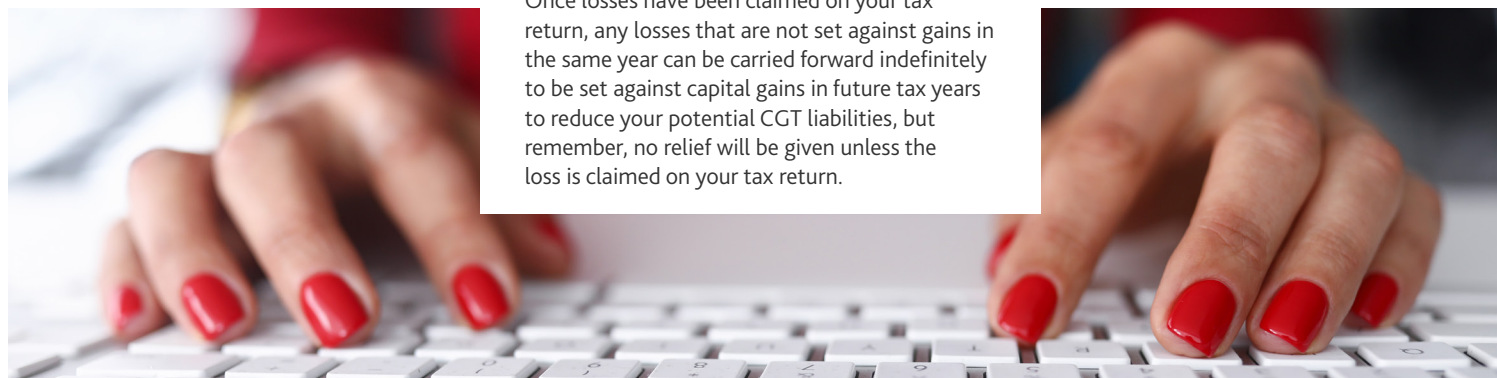 Once losses have been claimed on your tax
return, any losses that are not set against gains in
the same year can be carried forward indefinitely
to be set against capital gains in future tax years
to reduce your potential CGT liabilities, but
remember, no relief will be given unless the
loss is claimed on your tax return.